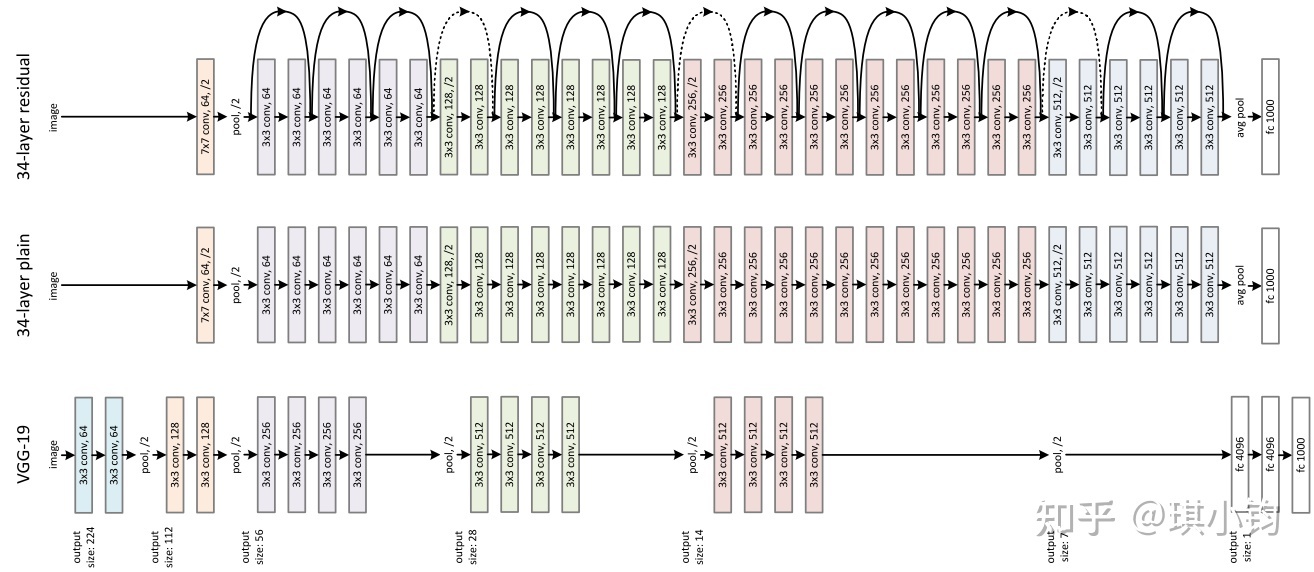 34-layer residual
image
7x7 conv, 64, /2
pool, /2
3x3 conv, 64
3x3 conv, 64
3x3 conv, 64
3x3 conv, 64
3x3 conv, 64
3x3 conv, 64
3x3 conv, 128, /2
3x3 conv, 128
3x3 conv, 128
3x3 conv, 128
3x3 conv, 128
3x3 conv, 128
3x3 conv, 128
3x3 conv, 128
3x3 conv, 256, /2
3x3 conv, 256
3x3 conv, 256
3x3 conv, 256
3x3 conv, 256
3x3 conv, 256
3x3 conv, 256
3x3 conv, 256
3x3 conv, 256
3x3 conv, 256
3x3 conv, 256
3x3 conv, 256
3x3 conv, 512, /2
3x3 conv, 512
3x3 conv, 512
3x3 conv, 512
3x3 conv, 512
3x3 conv, 512
avg pool
fc 1000
34-layer plain
image
7x7 conv, 64, /2
pool, /2
3x3 conv, 64
3x3 conv, 64
3x3 conv, 64
3x3 conv, 64
3x3 conv, 64
3x3 conv, 64
3x3 conv, 128, /2
3x3 conv, 128
3x3 conv, 128
3x3 conv, 128
3x3 conv, 128
3x3 conv, 128
3x3 conv, 128
3x3 conv, 128
3x3 conv, 256, /2
3x3 conv, 256
3x3 conv, 256
3x3 conv, 256
3x3 conv, 256
3x3 conv, 256
3x3 conv, 256
3x3 conv, 256
3x3 conv, 256
3x3 conv, 256
3x3 conv, 256
3x3 conv, 256
3x3 conv, 512, /2
3x3 conv, 512
3x3 conv, 512
3x3 conv, 512
3x3 conv, 512
3x3 conv, 512
avg pool
fc 1000
VGG-19
image
3x3 conv, 64
3x3 conv, 64
pool, /2
3x3 conv, 128
3x3 conv, 128
pool, /2
3x3 conv, 256
3x3 conv, 256
3x3 conv, 256
3x3 conv, 256
pool, /2
3x3 conv, 512
3x3 conv, 512
3x3 conv, 512
3x3 conv, 512
pool, /2
3x3 conv, 512
3x3 conv, 512
3x3 conv, 512
3x3 conv, 512
pool, /2
fc 4096
fc 4096
fc 1000
output
size: 224
output
size: 112
output
size: 56
output
size: 28
output
size: 14
output
size: 7
output
size: 1
知乎 @琪小钧